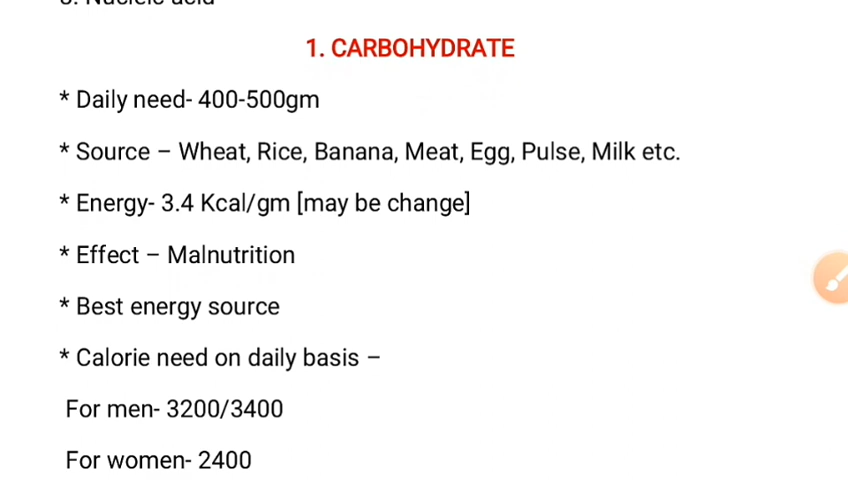 1. CARBOHYDRATE
* Daily need- 400-500gm
* Source – Wheat, Rice, Banana, Meat, Egg, Pulse, Milk etc.
* Energy- 3.4 Kcal/gm [may be change]
* Effect – Malnutrition
* Best energy source
* Calorie need on daily basis –
For men- 3200/3400
For women- 2400